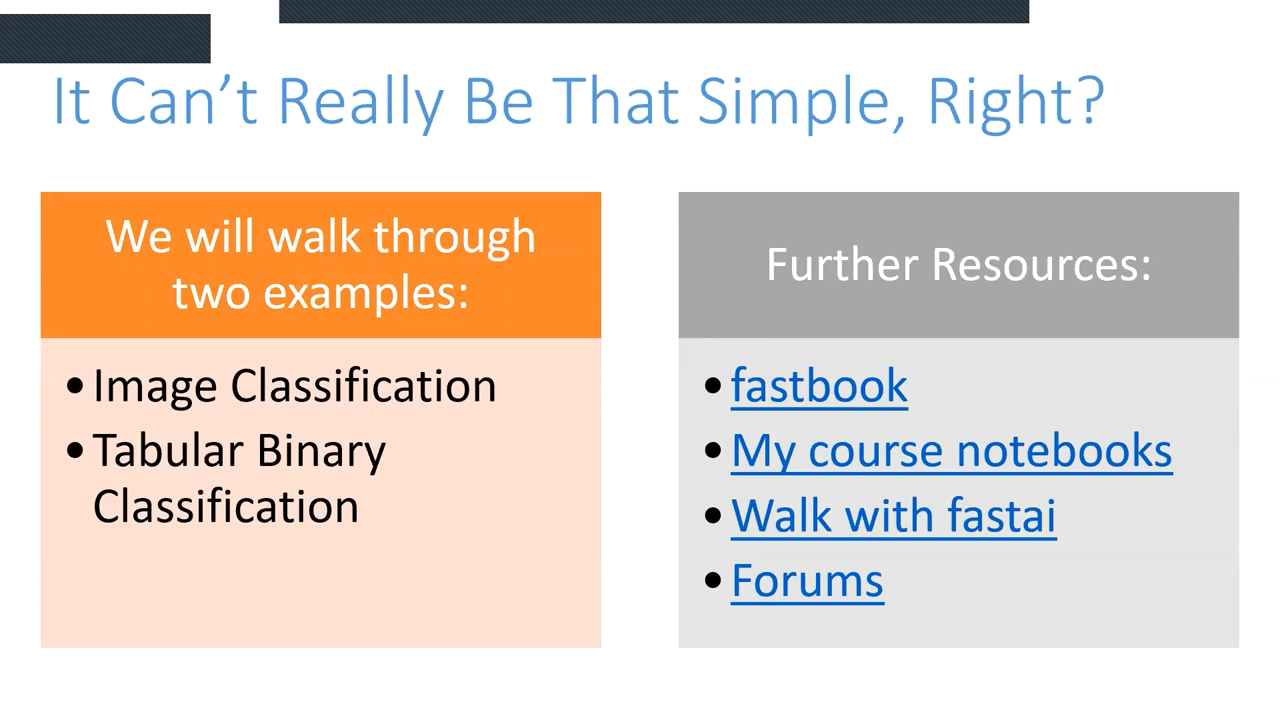 It Can’t Really Be That Simple, Right?
We will walk through
two examples:
•Image Classification
•Tabular Binary
Classification
Further Resources:
•fastbook
•My course notebooks
•Walk with fastai
•Forums